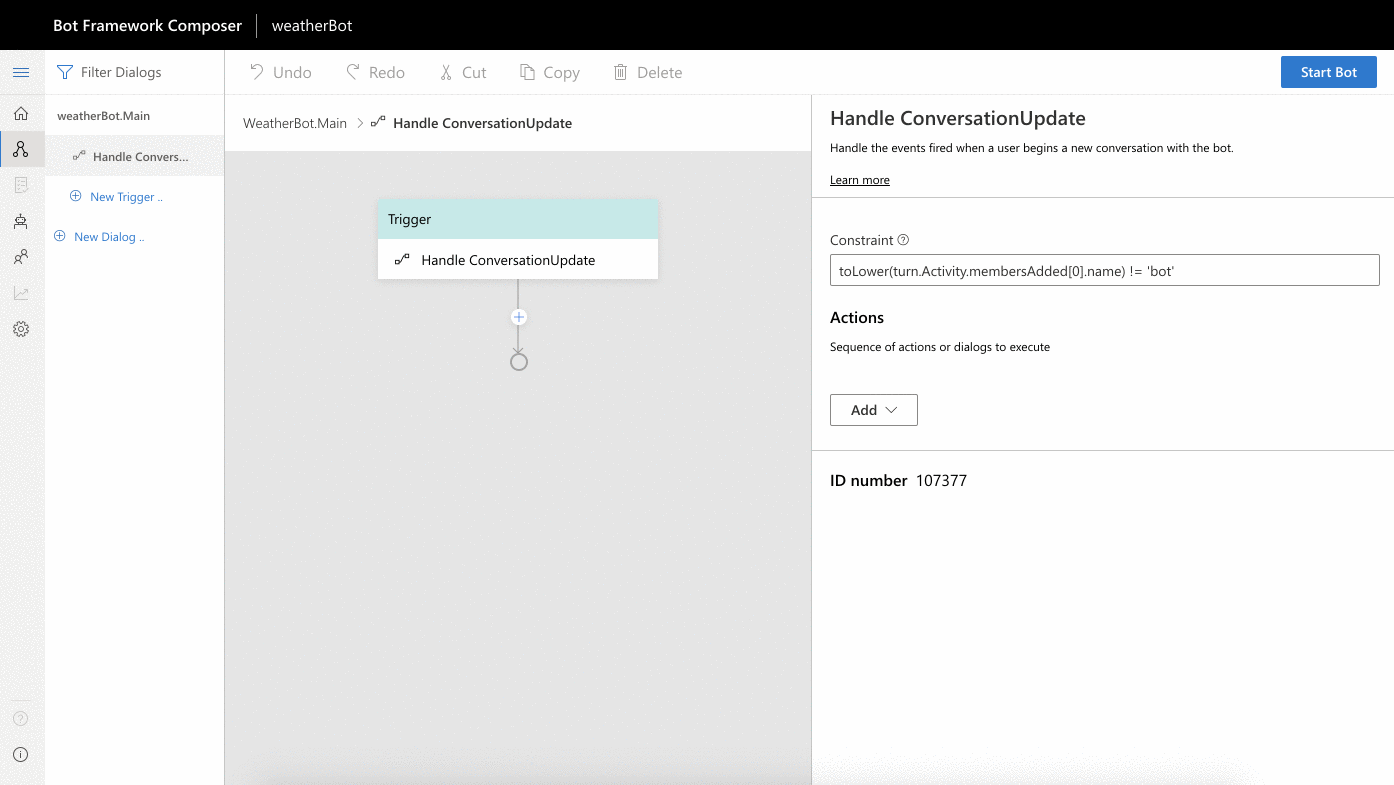 Bot Framework Composer weatherBot
Filter Dialogs
Undo Redo Cut Copy Delete
Start Bot
weatherBot.Main
Handle Convers...
New Trigger ..
New Dialog ..
WeatherBot.Main > Handle ConversationUpdate
Trigger
Handle ConversationUpdate
Handle ConversationUpdate
Handle the events fired when a user begins a new conversation with the bot.
Learn more
Constraint
toLower(turn.Activity.membersAdded[0].name) != 'bot'
Actions
Sequence of actions or dialogs to execute
Add
ID number 107377